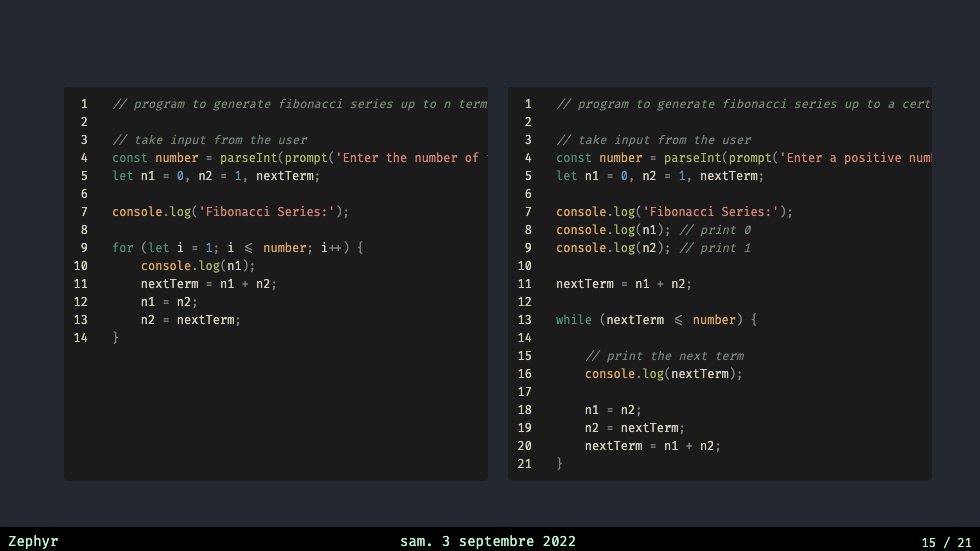 1 // program to generate fibonacci series up to n term
2
3 // take input from the user
4 const number = parseInt(prompt('Enter the number of
5 let n1 = 0, n2 = 1, nextTerm;
6
7 console.log('Fibonacci Series:');
8
9 for (let i = 1; i <= number; i++) {
10     console.log(n1);
11     nextTerm = n1 + n2;
12     n1 = n2;
13     n2 = nextTerm;
14 }
1 // program to generate fibonacci series up to a cert
2
3 // take input from the user
4 const number = parseInt(prompt('Enter a positive num
5 let n1 = 0, n2 = 1, nextTerm;
6
7 console.log('Fibonacci Series:');
8 console.log(n1); // print 0
9 console.log(n2); // print 1
10
11 nextTerm = n1 + n2;
12
13 while (nextTerm <= number) {
14
15     // print the next term
16     console.log(nextTerm);
17
18     n1 = n2;
19     n2 = nextTerm;
20     nextTerm = n1 + n2;
21 }
Zephyr
sam. 3 septembre 2022
15 / 21